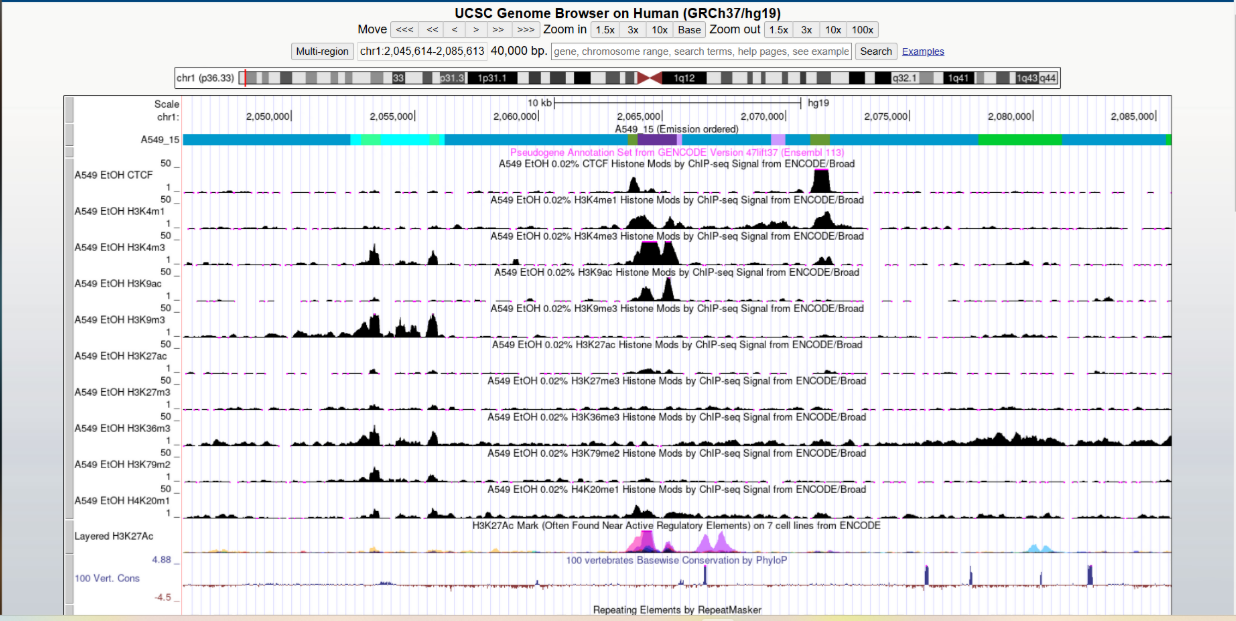 UCSC Genome Browser on Human (GRCh37/hg19)
Move <<< << < > >> >>> Zoom in 1.5x 3x 10x Base Zoom out 1.5x 3x 10x 100x
Multi-region chr1:2,045,614-2,085,613 40,000 bp. gene, chromosome range, search terms, help pages, see example Search Examples
chr1 (p36.33) 33 p31.3 1p31.1 1q12 q32.1 1q41 1q43 q44
Scale 10 kb hg19
chr1: 2,050,000 2,055,000 2,060,000 2,065,000 2,070,000 2,075,000 2,080,000 2,085,000
A549_15 (Emission ordered)
A549_15
Pseudogene Annotation Set from GENCODE Version 47lift37 (Ensembl 113)
50 A549 EtOH 0.02% CTCF Histone Mods by ChIP-seq Signal from ENCODE/Broad
A549 EtOH CTCF
1
50 A549 EtOH 0.02% H3K4me1 Histone Mods by ChIP-seq Signal from ENCODE/Broad
A549 EtOH H3K4m1
1
50 A549 EtOH 0.02% H3K4me3 Histone Mods by ChIP-seq Signal from ENCODE/Broad
A549 EtOH H3K4m3
1
50 A549 EtOH 0.02% H3K9ac Histone Mods by ChIP-seq Signal from ENCODE/Broad
A549 EtOH H3K9ac
1
50 A549 EtOH 0.02% H3K9me3 Histone Mods by ChIP-seq Signal from ENCODE/Broad
A549 EtOH H3K9m3
1
50 A549 EtOH 0.02% H3K27ac Histone Mods by ChIP-seq Signal from ENCODE/Broad
A549 EtOH H3K27ac
1
50 A549 EtOH 0.02% H3K27me3 Histone Mods by ChIP-seq Signal from ENCODE/Broad
A549 EtOH H3K27m3
1
50 A549 EtOH 0.02% H3K36me3 Histone Mods by ChIP-seq Signal from ENCODE/Broad
A549 EtOH H3K36m3
1
50 A549 EtOH 0.02% H3K79me2 Histone Mods by ChIP-seq Signal from ENCODE/Broad
A549 EtOH H3K79m2
1
50 A549 EtOH 0.02% H4K20me1 Histone Mods by ChIP-seq Signal from ENCODE/Broad
A549 EtOH H4K20m1
1
H3K27Ac Mark (Often Found Near Active Regulatory Elements) on 7 cell lines from ENCODE
Layered H3K27Ac
4.88 100 vertebrates Basewise Conservation by PhyloP
100 Vert. Cons
-4.5
Repeating Elements by RepeatMasker